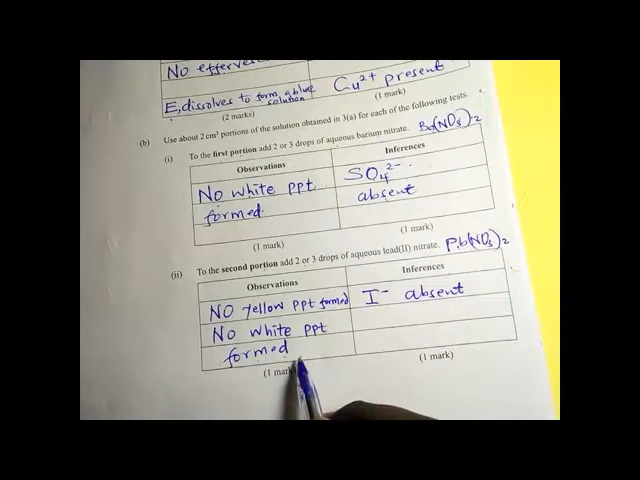 No efferves
E, dissolves to form a blue
solution
Cu²⁺ present
(2 marks)
(1 mark)
(b) Use about 2 cm³ portions of the solution obtained in 3(a) for each of the following tests.
(i) To the first portion add 2 or 3 drops of aqueous barium nitrate. Ba(NO₃)₂
Observations
Inferences
No white ppt
formed.
SO₄²⁻.
absent
(1 mark)
(1 mark)
(ii) To the second portion add 2 or 3 drops of aqueous lead(II) nitrate. Pb(NO₃)₂
Observations
Inferences
NO yellow ppt formed
No white ppt
formed
I⁻ absent
(1 mark
(1 mark)